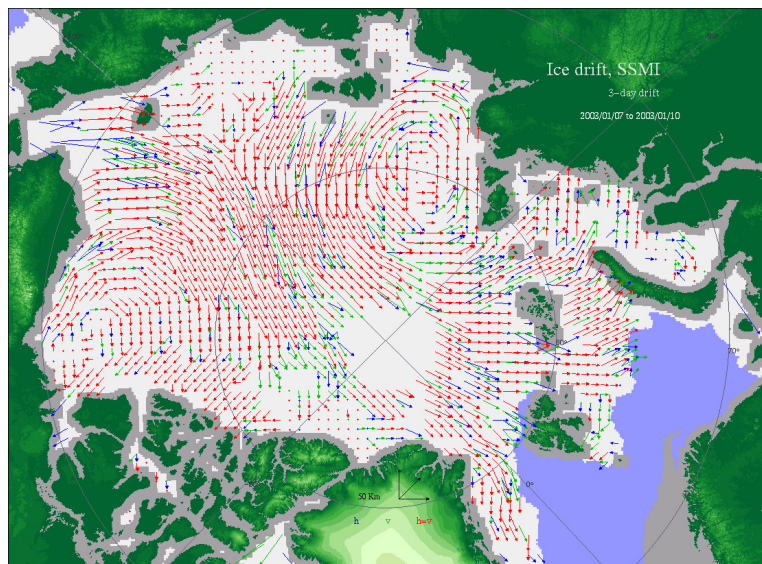 Ice drift, SSMI
3-day drift
2003/01/07 to 2003/01/10
70°
0°
50 Km
h
v
h=v